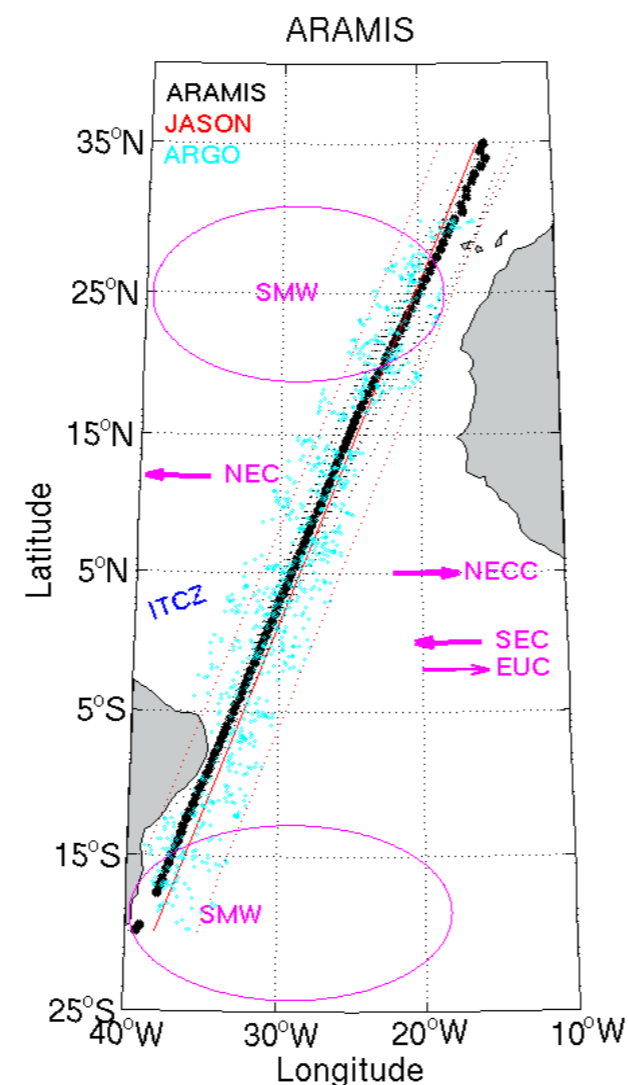 ARAMIS
ARAMIS
JASON
ARGO
35°N
SMW
25°N
15°N
NEC
Latitude
5°N
NECC
ITCZ
SEC
EUC
5°S
15°S
SMW
25°S
40°W 30°W 20°W 10°W
Longitude